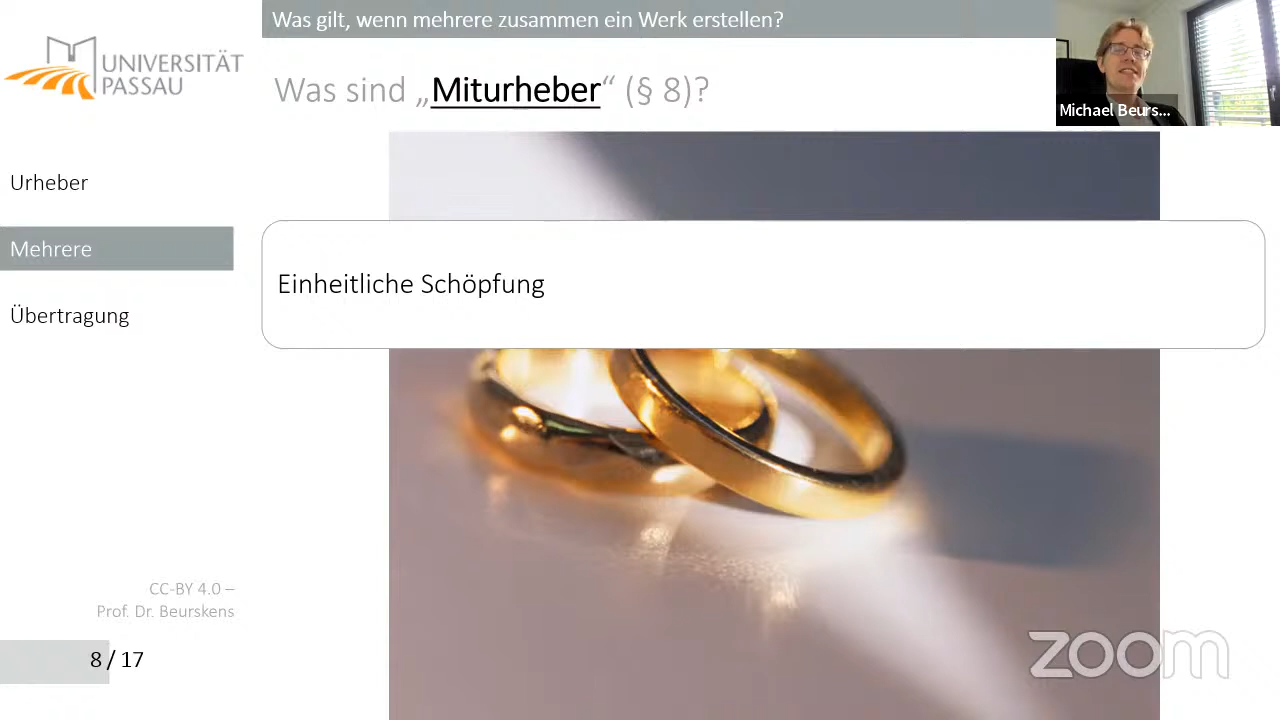 Was gilt, wenn mehrere zusammen ein Werk erstellen?
UNIVERSITÄT
PASSAU
Was sind „Miturheber“ (§ 8)?
Michael Beurs...
Urheber
Mehrere
Übertragung
Einheitliche Schöpfung
CC-BY 4.0 –
Prof. Dr. Beurskens
8 / 17
zoom